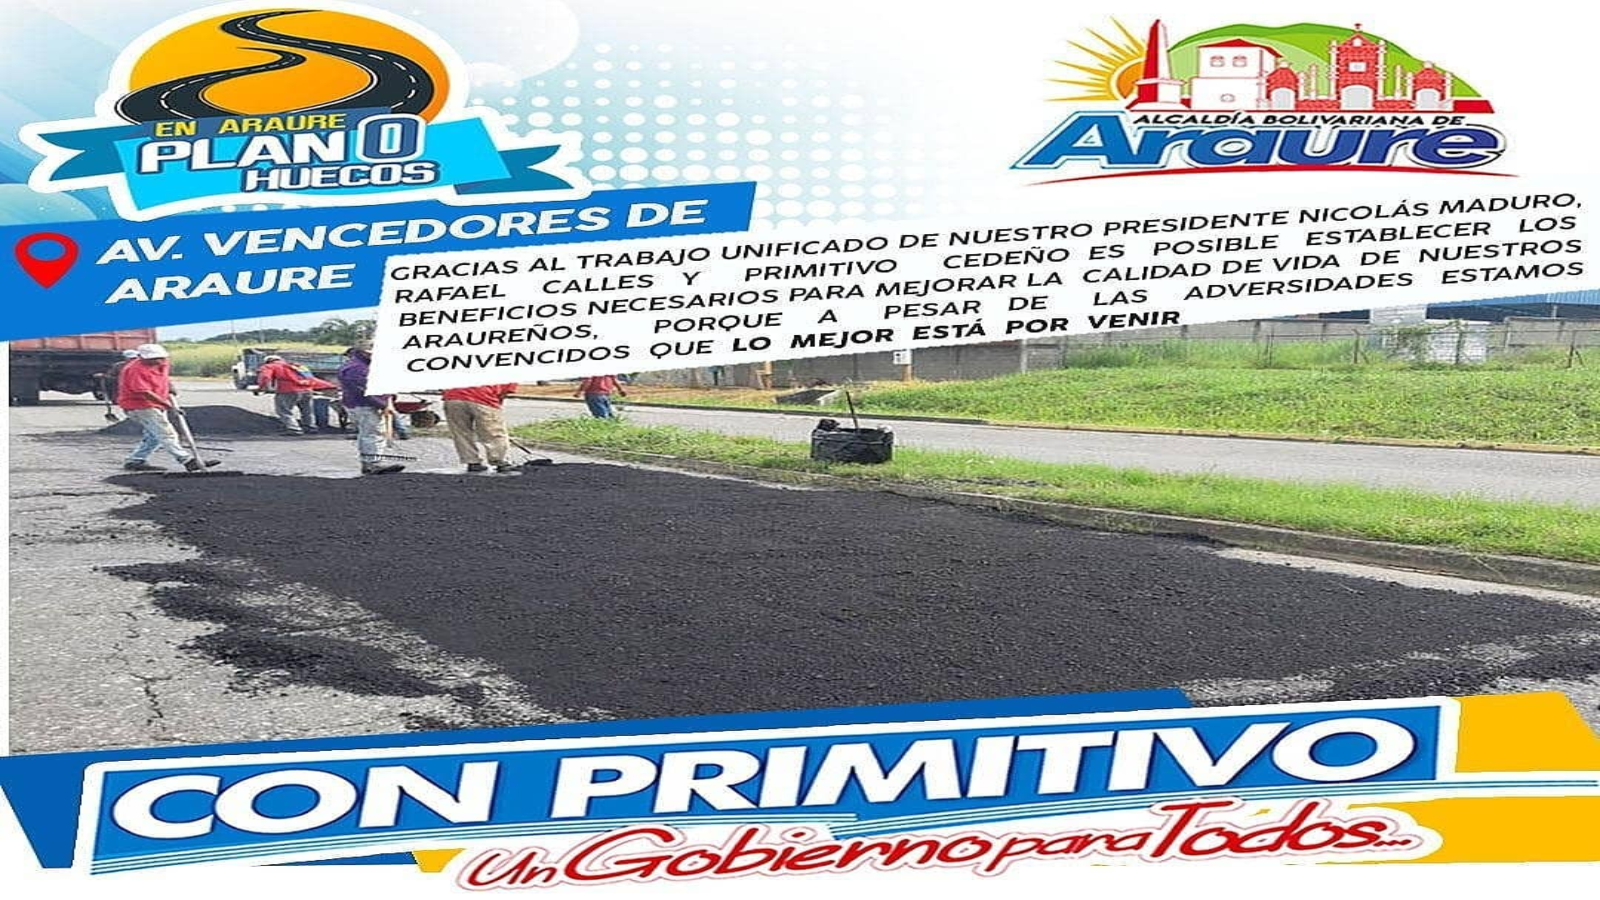 EN ARAURE
PLAN 0
HUECOS
ALCALDÍA BOLIVARIANA DE
Araure
AV. VENCEDORES DE
ARAURE
GRACIAS AL TRABAJO UNIFICADO DE NUESTRO PRESIDENTE NICOLÁS MADURO,
RAFAEL CALLES Y PRIMITIVO CEDEÑO ES POSIBLE ESTABLECER LOS
BENEFICIOS NECESARIOS PARA MEJORAR LA CALIDAD DE VIDA DE NUESTROS
ARAUREÑOS, PORQUE A PESAR DE LAS ADVERSIDADES ESTAMOS
CONVENCIDOS QUE LO MEJOR ESTÁ POR VENIR
CON PRIMITIVO
Un Gobierno para Todos...